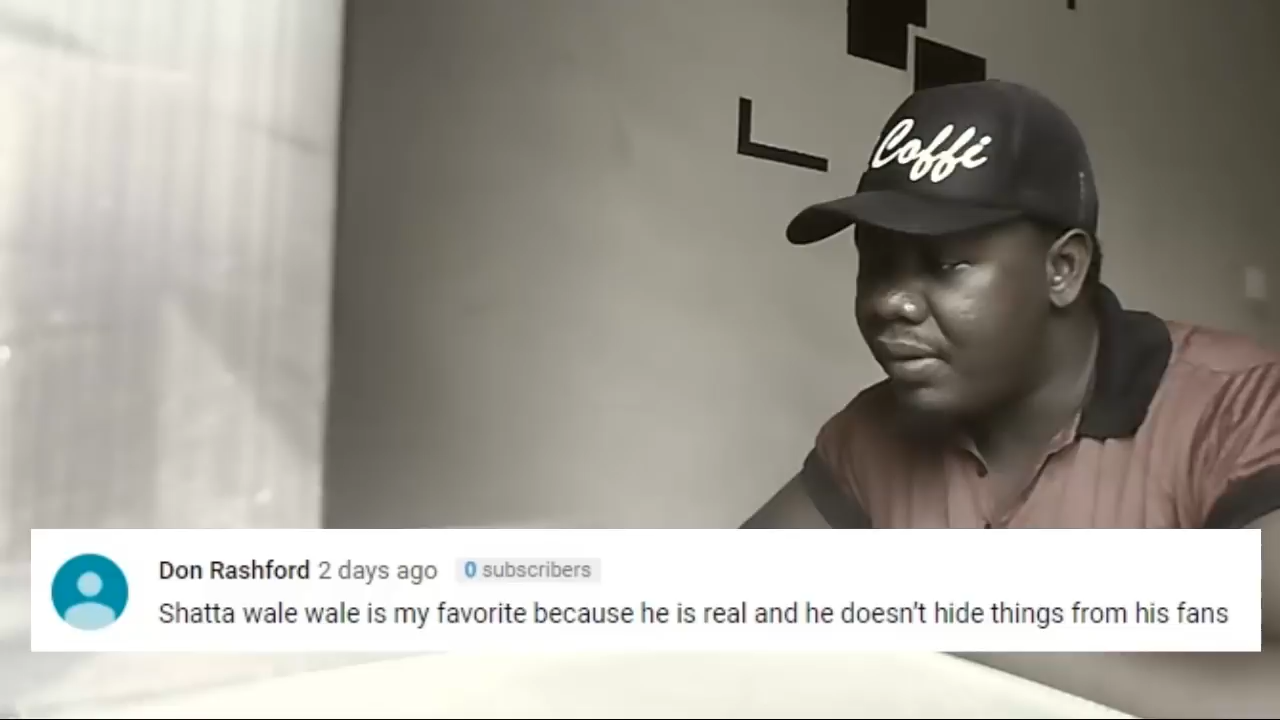 Coffi
Don Rashford 2 days ago 0 subscribers
Shatta wale wale is my favorite because he is real and he doesn't hide things from his fans